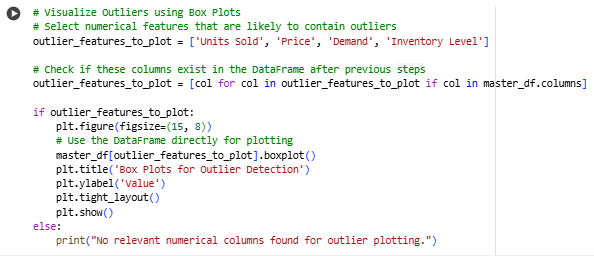 # Visualize Outliers using Box Plots
# Select numerical features that are likely to contain outliers
outlier_features_to_plot = ['Units Sold', 'Price', 'Demand', 'Inventory Level']

# Check if these columns exist in the DataFrame after previous steps
outlier_features_to_plot = [col for col in outlier_features_to_plot if col in master_df.columns]

if outlier_features_to_plot:
    plt.figure(figsize=(15, 8))
    # Use the DataFrame directly for plotting
    master_df[outlier_features_to_plot].boxplot()
    plt.title('Box Plots for Outlier Detection')
    plt.ylabel('Value')
    plt.tight_layout()
    plt.show()
else:
    print("No relevant numerical columns found for outlier plotting.")